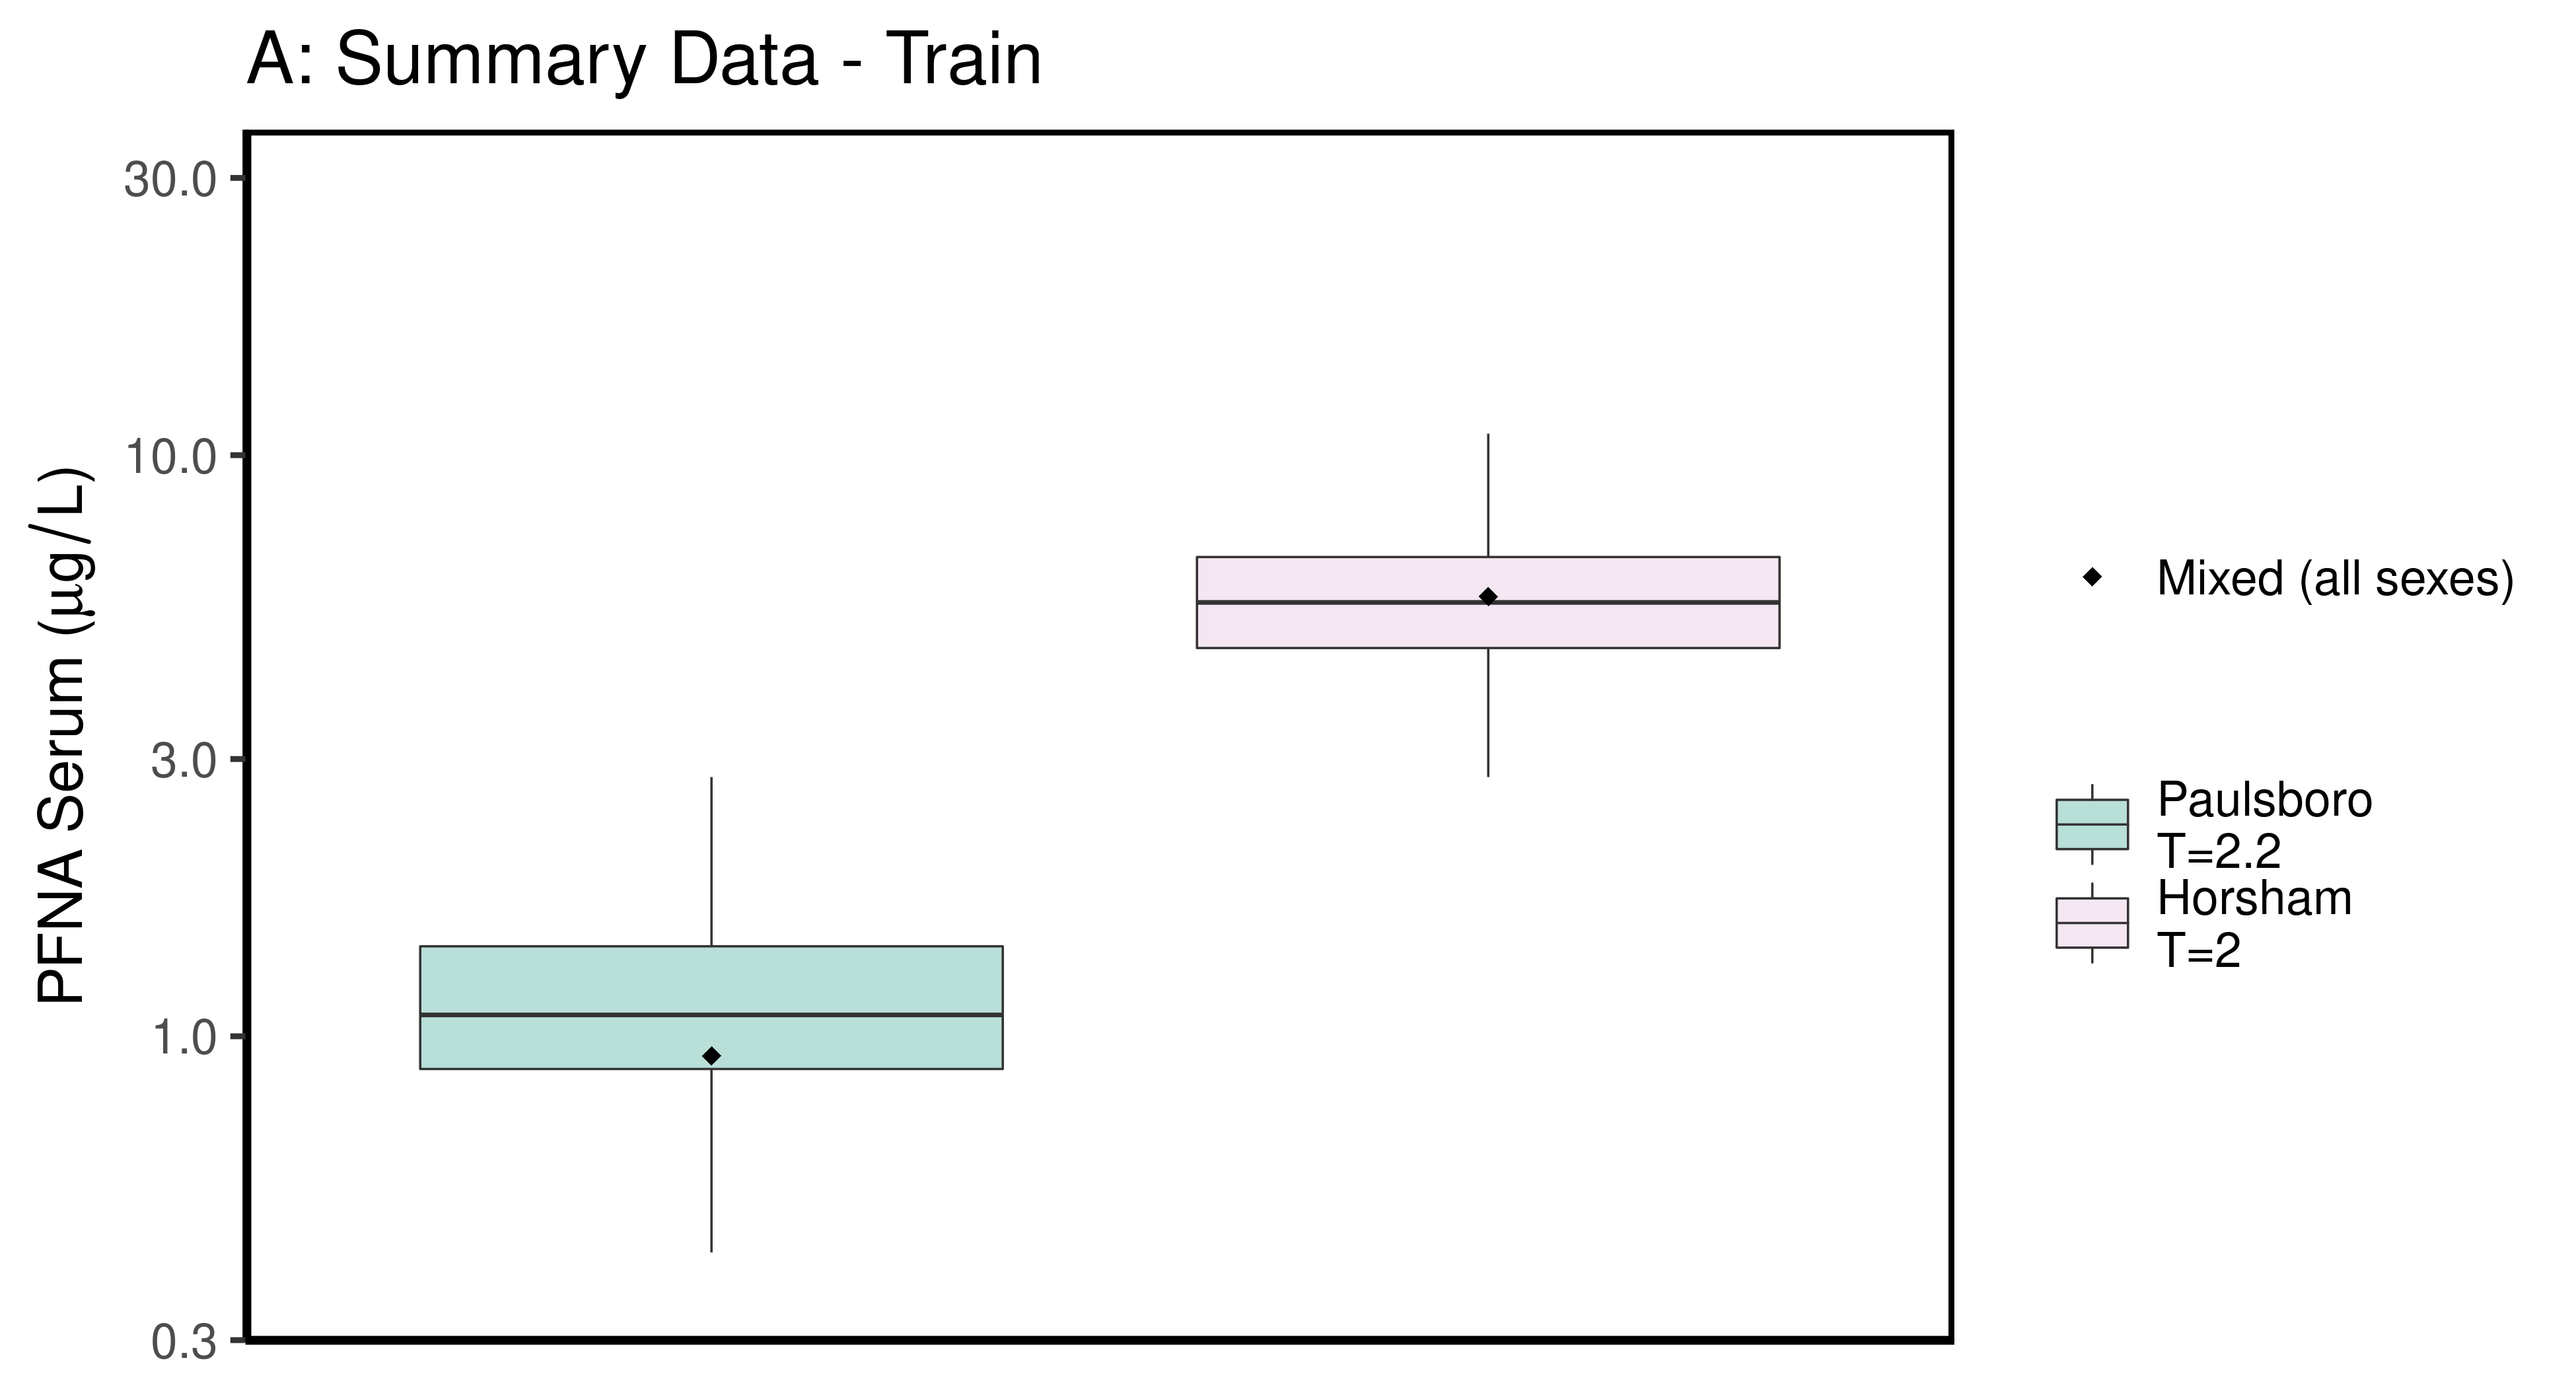 A: Summary Data - Train
30.0
10.0
3.0
1.0
0.3
PFNA Serum (μg/L)
Mixed (all sexes)
Paulsboro
T=2.2
Horsham
T=2